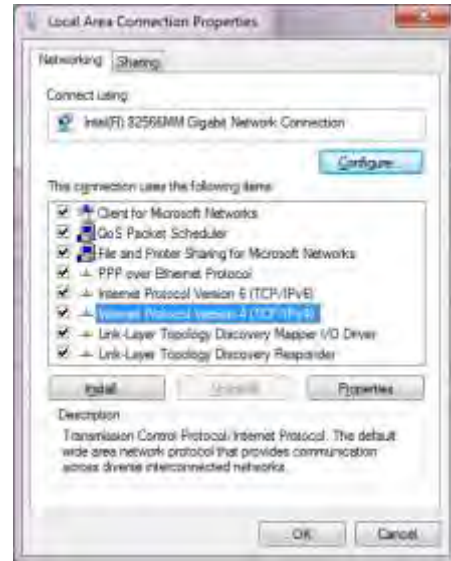 Local Area Connection Properties
Networking
Sharing
Connect using:
Intel(R) 82566MM Gigabit Network Connection
Configure...
This connection uses the following items:
Client for Microsoft Networks
QoS Packet Scheduler
File and Printer Sharing for Microsoft Networks
PPP over Ethernet Protocol
Internet Protocol Version 6 (TCP/IPv6)
Internet Protocol Version 4 (TCP/IPv4)
Link-Layer Topology Discovery Mapper I/O Driver
Link-Layer Topology Discovery Responder
Install...
Uninstall
Properties
Description
Transmission Control Protocol/Internet Protocol. The default
wide area network protocol that provides communication
across diverse interconnected networks.
OK
Cancel